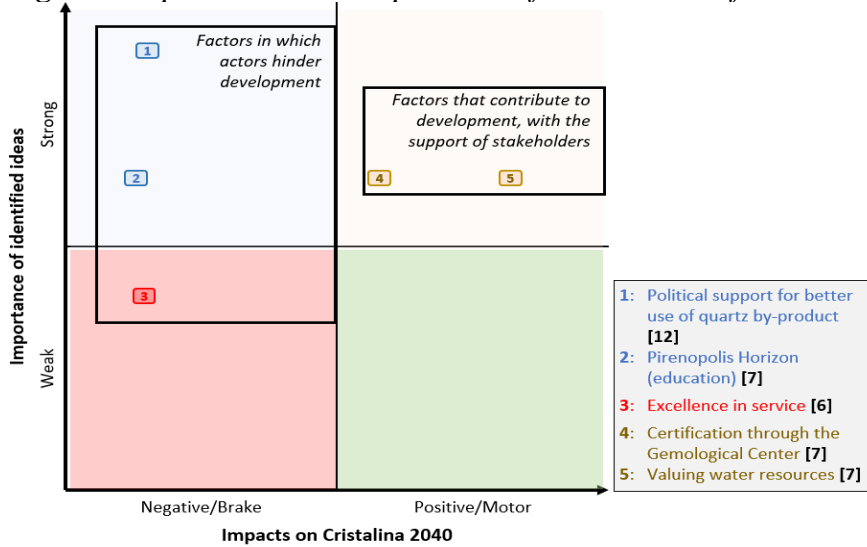 Factors in which
actors hinder
development
Factors that contribute to
development, with the
support of stakeholders
1
2
3
4
5
Importance of identified ideas
Strong
Weak
Negative/Brake
Positive/Motor
Impacts on Cristalina 2040
1: Political support for better
use of quartz by-product
[12]
2: Pirenopolis Horizon
(education) [7]
3: Excellence in service [6]
4: Certification through the
Gemological Center [7]
5: Valuing water resources [7]